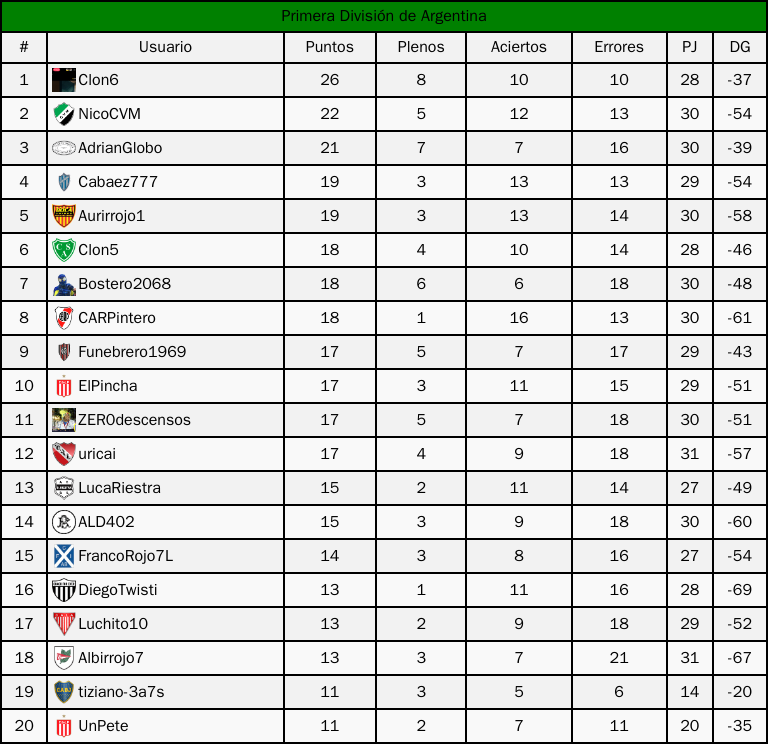 Primera División de Argentina
# Usuario Puntos Plenos Aciertos Errores PJ DG
1 Clon6 26 8 10 10 28 -37
2 NicoCVM 22 5 12 13 30 -54
3 AdrianGlobo 21 7 7 16 30 -39
4 Cabaez777 19 3 13 13 29 -54
5 Aurirrojo1 19 3 13 14 30 -58
6 Clon5 18 4 10 14 28 -46
7 Bostero2068 18 6 6 18 30 -48
8 CARPintero 18 1 16 13 30 -61
9 Funebrero1969 17 5 7 17 29 -43
10 ElPincha 17 3 11 15 29 -51
11 ZER0descensos 17 5 7 18 30 -51
12 uricai 17 4 9 18 31 -57
13 LucaRiestra 15 2 11 14 27 -49
14 ALD402 15 3 9 18 30 -60
15 FrancoRojo7L 14 3 8 16 27 -54
16 DiegoTwisti 13 1 11 16 28 -69
17 Luchito10 13 2 9 18 29 -52
18 Albirrojo7 13 3 7 21 31 -67
19 tiziano-3a7s 11 3 5 6 14 -20
20 UnPete 11 2 7 11 20 -35